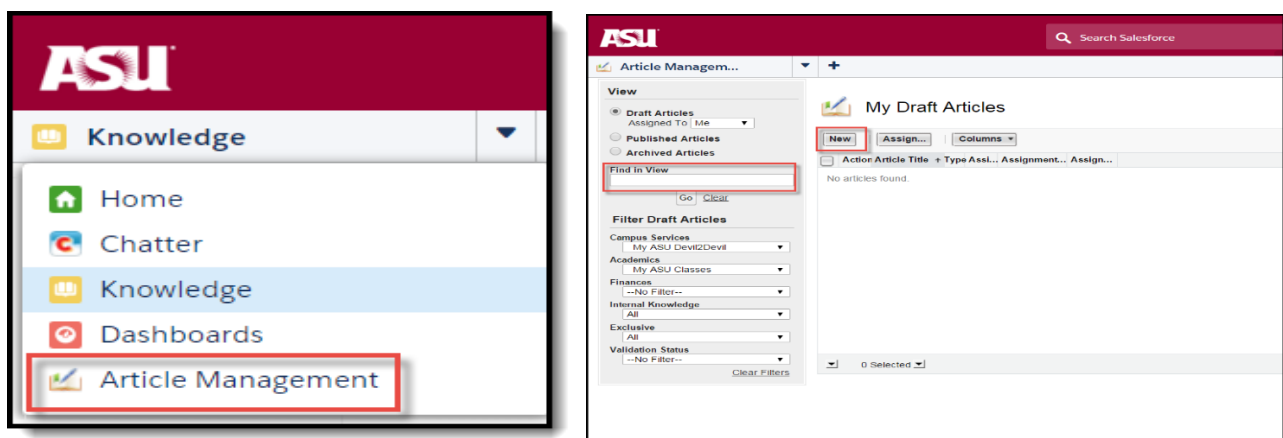 ASU
Knowledge
Home
Chatter
Knowledge
Dashboards
Article Management
ASU
Search Salesforce
Article Managem...
View
Draft Articles
Assigned To Me
Published Articles
Archived Articles
Find in View
Go Clear
Filter Draft Articles
Campus Services
My ASU Devil2Devil
Academics
My ASU Classes
Finances
--No Filter--
Internal Knowledge
All
Exclusive
All
Validation Status
--No Filter--
Clear Filters
My Draft Articles
New Assign... Columns
Action Article Title + Type Assi... Assignment... Assign...
No articles found.
0 Selected